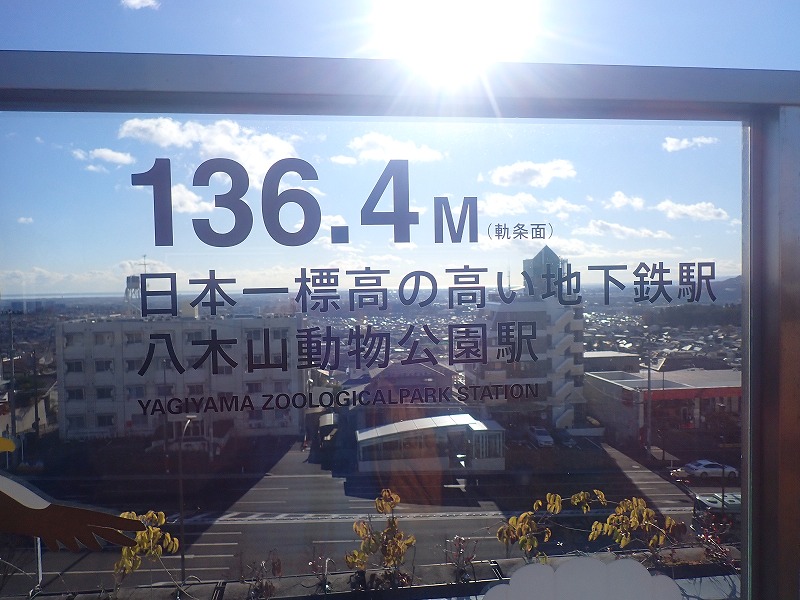 136.4M(軌条面)
日本一標高の高い地下鉄駅
八木山動物公園駅
YAGIYAMA ZOOLOGICALPARK STATION